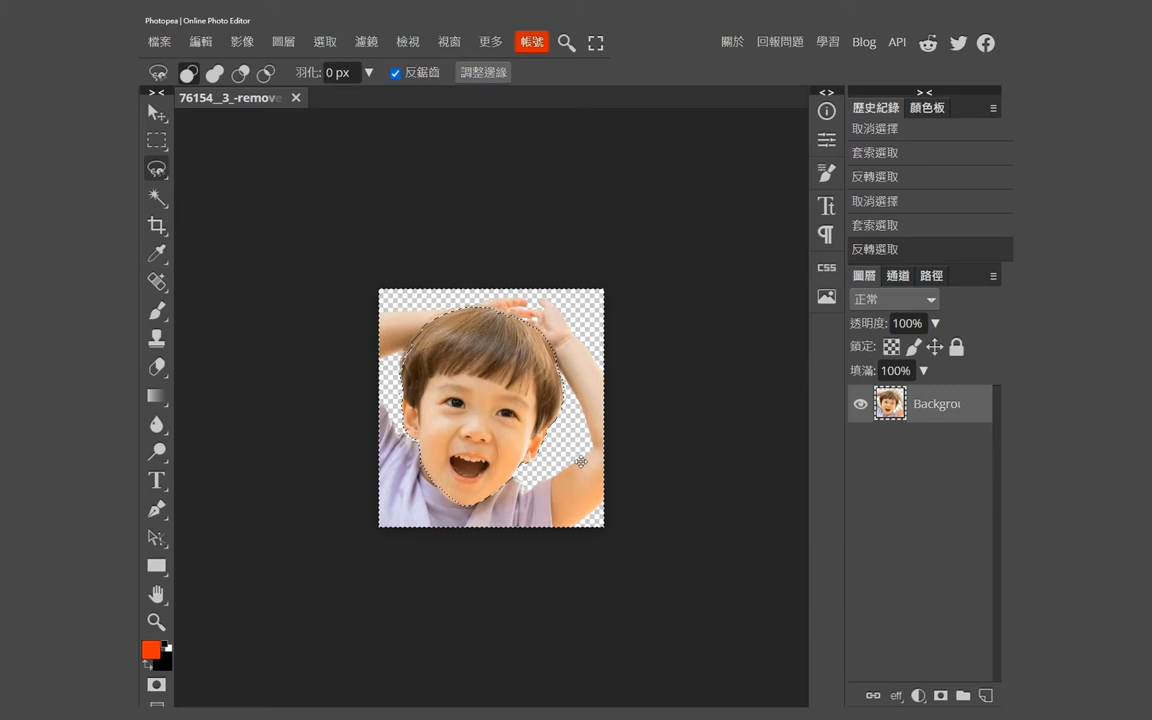 Photopea | Online Photo Editor
檔案 編輯 影像 圖層 選取 濾鏡 檢視 視窗 更多 帳號 關於 回報問題 學習 Blog API
羽化: 0 px 反鋸齒 調整邊緣
> < < > > <
76154__3_-remove 歷史紀錄 顏色板
取消選擇
套索選取
反轉選取
取消選擇
套索選取
反轉選取
CSS 圖層 通道 路徑
正常
透明度: 100%
鎖定:
填滿: 100%
Backgrou
eff